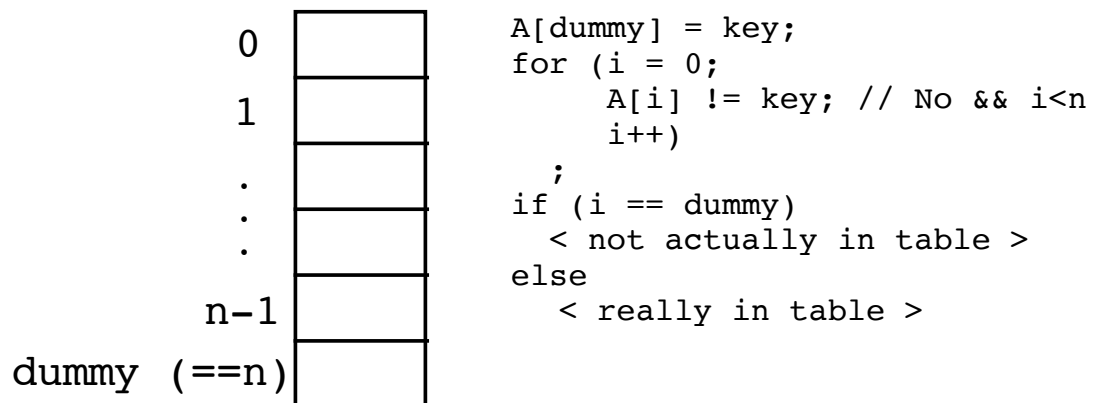 0
1
.
.
.
n-1
dummy (==n)
A[dummy] = key;
for (i = 0;
A[i] != key; // No && i<n
i++)
;
if (i == dummy)
< not actually in table >
else
< really in table >